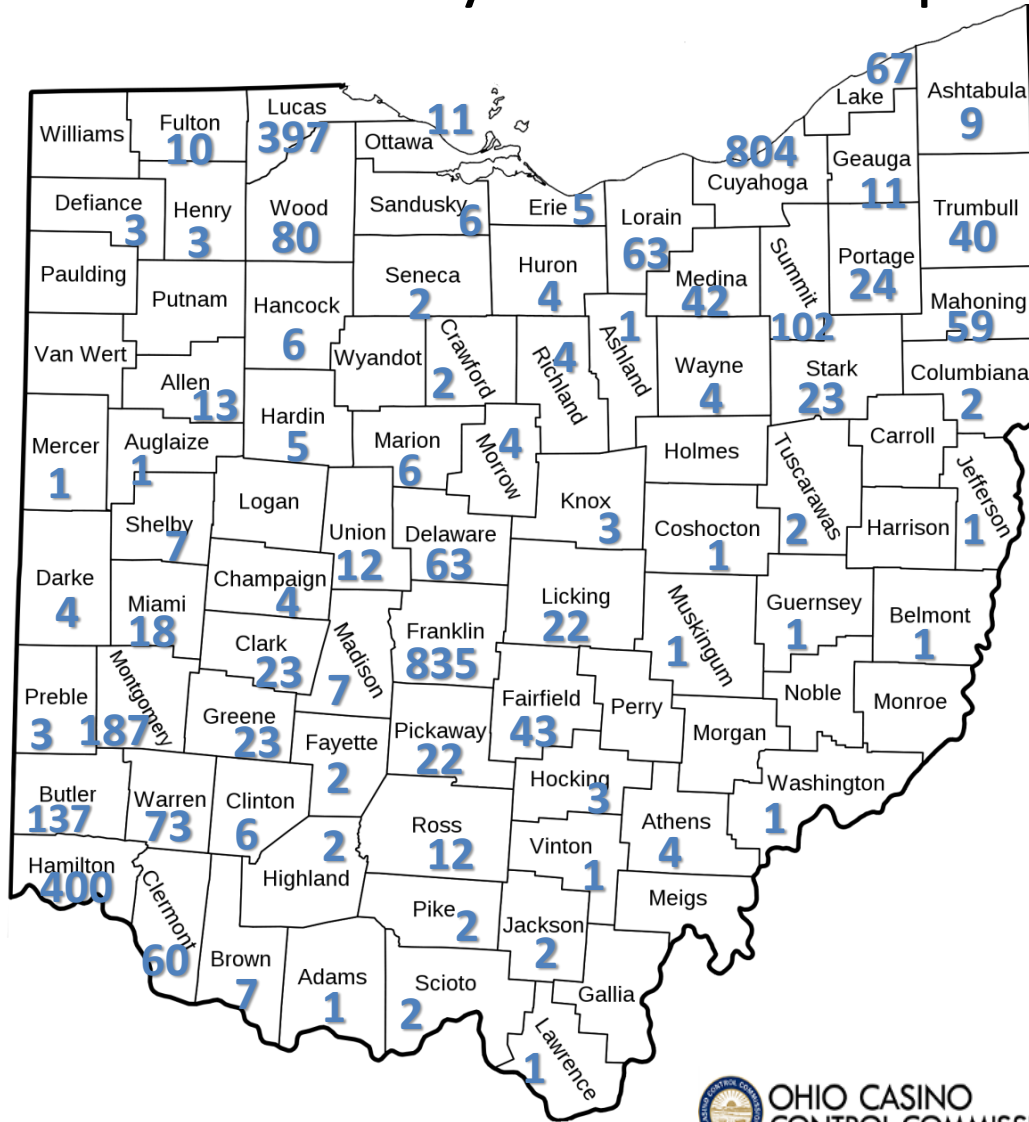 67
Lake
Ashtabula
9
Williams
Fulton
10
Lucas
397
Ottawa
11
804
Cuyahoga
Geauga
11
Defiance
3
Henry
3
Wood
80
Sandusky
6
Erie 5
Lorain
63
Trumbull
40
Paulding
Putnam
Hancock
6
Seneca
2
Huron
4
Medina
42
Summit
102
Portage
24
Mahoning
59
Van Wert
Allen
13
Wyandot
Crawford
2
Richland
4
Ashland
1
Wayne
4
Stark
23
Columbiana
2
Mercer
1
Auglaize
1
Hardin
5
Marion
6
Morrow
4
Holmes
Tuscarawas
2
Carroll
Jefferson
1
Logan
Shelby
7
Union
12
Delaware
63
Knox
3
Coshocton
1
Harrison
Darke
4
Miami
18
Champaign
4
Clark
23
Madison
7
Franklin
835
Licking
22
Muskingum
1
Guernsey
1
Belmont
1
Preble
3
Montgomery
187
Greene
23
Fayette
2
Pickaway
22
Fairfield
43
Perry
Morgan
Noble
Monroe
Butler
137
Warren
73
Clinton
6
Ross
12
Hocking
3
Athens
4
Washington
1
Hamilton
400
Clermont
60
Highland
2
Vinton
1
Meigs
Brown
7
Adams
1
Pike
2
Jackson
2
Scioto
2
Gallia
Lawrence
1
OHIO CASINO